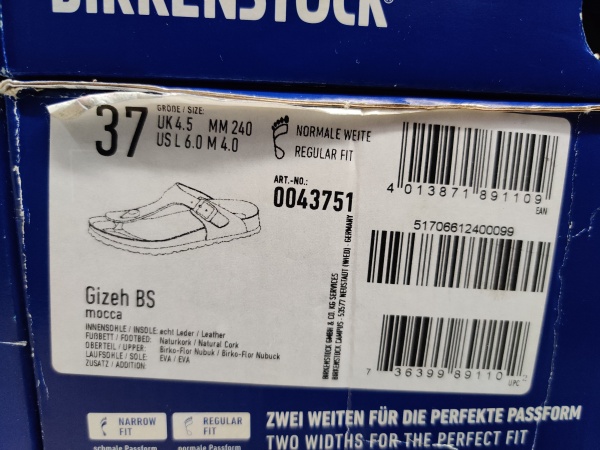 BIRKENSTOCK®
37
GRÖßE / SIZE:
UK 4.5 MM 240
US L 6.0 M 4.0
NORMALE WEITE
REGULAR FIT
ART.-NO.:
0043751
4 013871 891109
EAN
51706612400099
7 36399 89110 2
UPC
BIRKENSTOCK GMBH & CO. KG SERVICES
BIRKENSTOCK CAMPUS · 53577 NEUSTADT (WIED) · GERMANY
Gizeh BS
mocca
INNENSOHLE / INSOLE: echt Leder / Leather
FUßBETT / FOOTBED: Naturkork / Natural Cork
OBERTEIL / UPPER: Birko-Flor Nubuk / Birko-Flor Nubuck
LAUFSOHLE / SOLE: EVA / EVA
ZUSATZ / ADDITION:
NARROW
FIT
schmale Passform
REGULAR
FIT
normale Passform
ZWEI WEITEN FÜR DIE PERFEKTE PASSFORM
TWO WIDTHS FOR THE PERFECT FIT